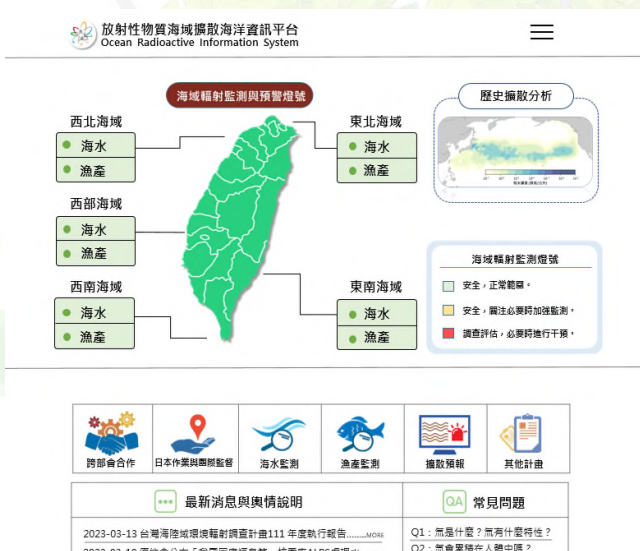 放射性物質海域擴散海洋資訊平台
Ocean Radioactive Information System
海域輻射監測與預警燈號
西北海域
海水
漁產
西部海域
海水
漁產
西南海域
海水
漁產
東北海域
海水
漁產
東南海域
海水
漁產
歷史擴散分析
海域輻射監測燈號
安全，正常範圍。
安全，關注必要時加強監測。
調查評估，必要時進行干預。
跨部會合作
日本作業與國際監督
海水監測
漁產監測
擴散預報
其他計畫
最新消息與輿情說明
2023-03-13 台灣海陸域環境輻射調查計畫111 年度執行報告........MORE
QA 常見問題
Q1：氚是什麼？氚有什麼特性？
Q2：氚會累積在人體中嗎？